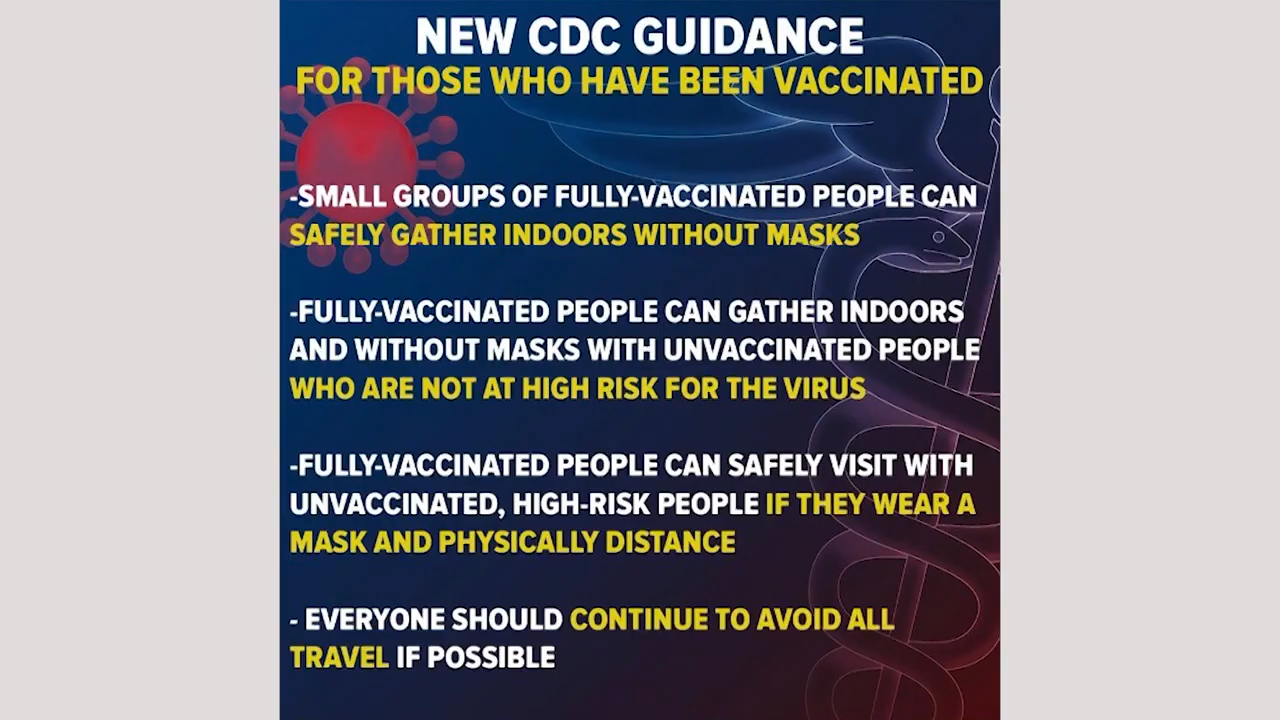 NEW CDC GUIDANCE
FOR THOSE WHO HAVE BEEN VACCINATED
-SMALL GROUPS OF FULLY-VACCINATED PEOPLE CAN
SAFELY GATHER INDOORS WITHOUT MASKS
-FULLY-VACCINATED PEOPLE CAN GATHER INDOORS
AND WITHOUT MASKS WITH UNVACCINATED PEOPLE
WHO ARE NOT AT HIGH RISK FOR THE VIRUS
-FULLY-VACCINATED PEOPLE CAN SAFELY VISIT WITH
UNVACCINATED, HIGH-RISK PEOPLE IF THEY WEAR A
MASK AND PHYSICALLY DISTANCE
- EVERYONE SHOULD CONTINUE TO AVOID ALL
TRAVEL IF POSSIBLE